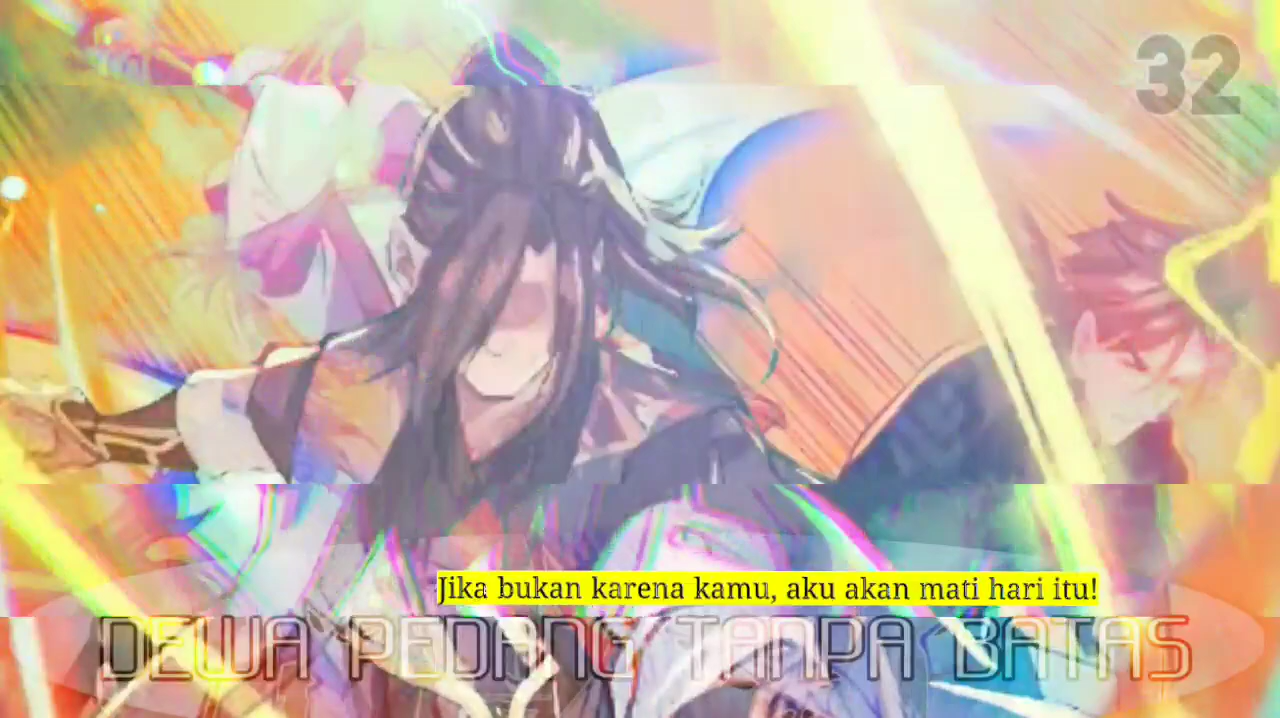 32
Jika bukan karena kamu, aku akan mati hari itu!
DEWA PEDANG TANPA BATAS